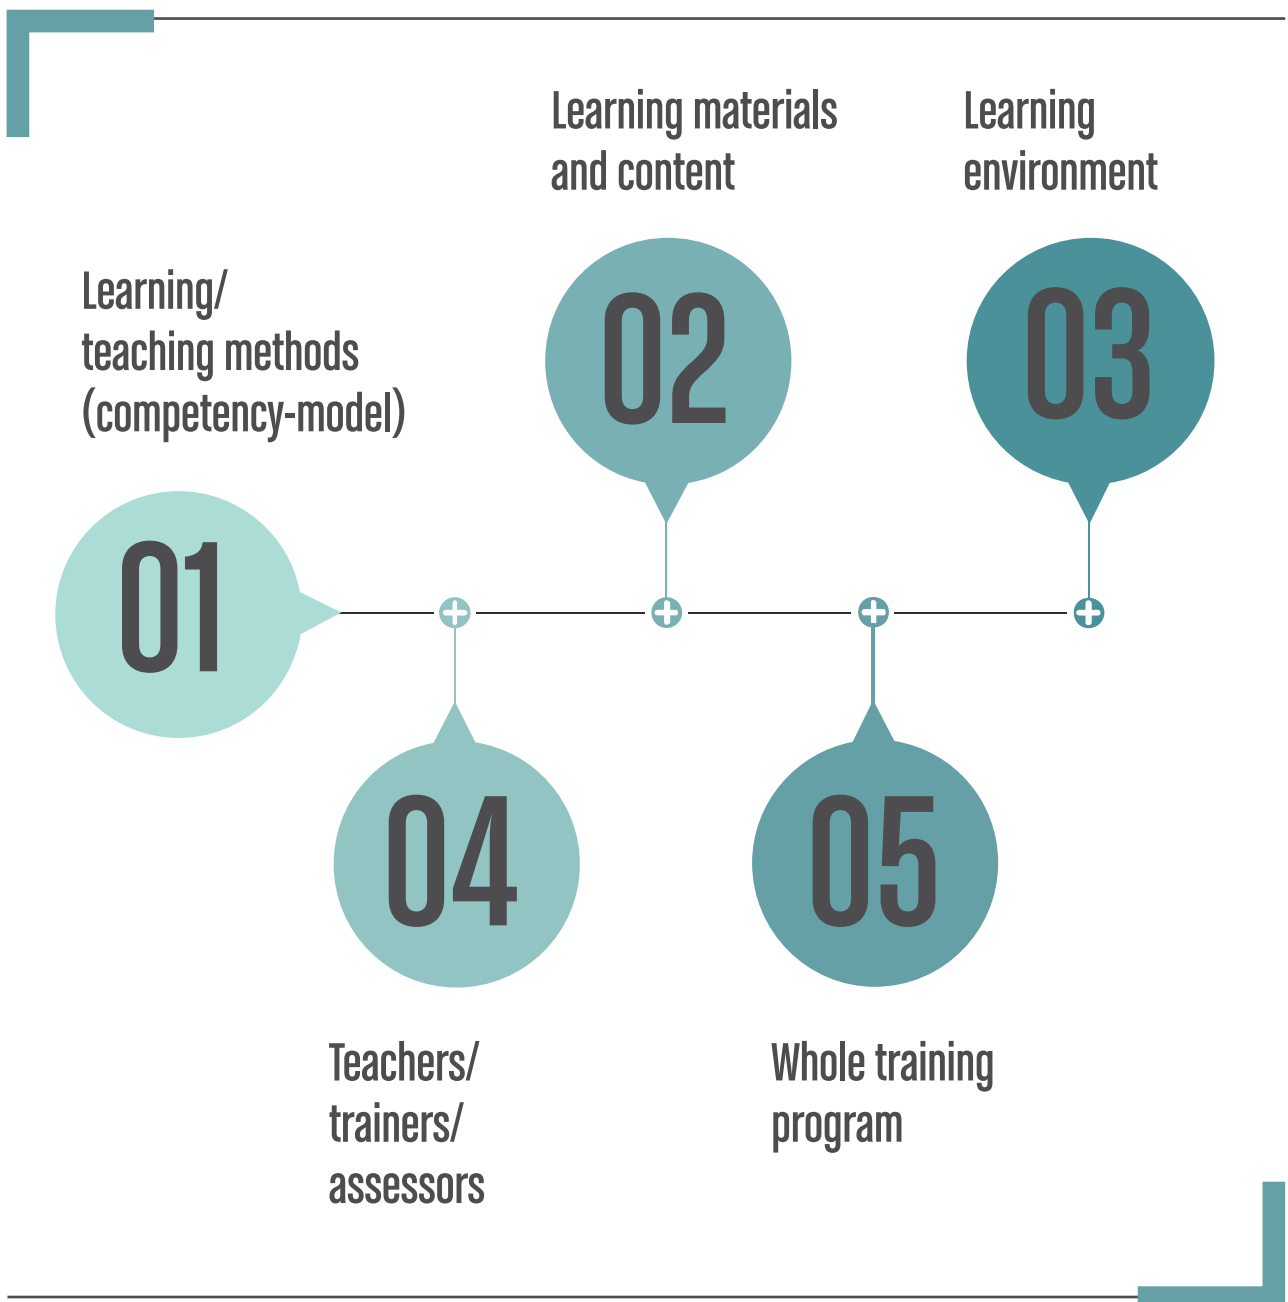 Learning/
teaching methods
(competency-model)
01
Learning materials
and content
02
Learning
environment
03
04
Teachers/
trainers/
assessors
05
Whole training
program